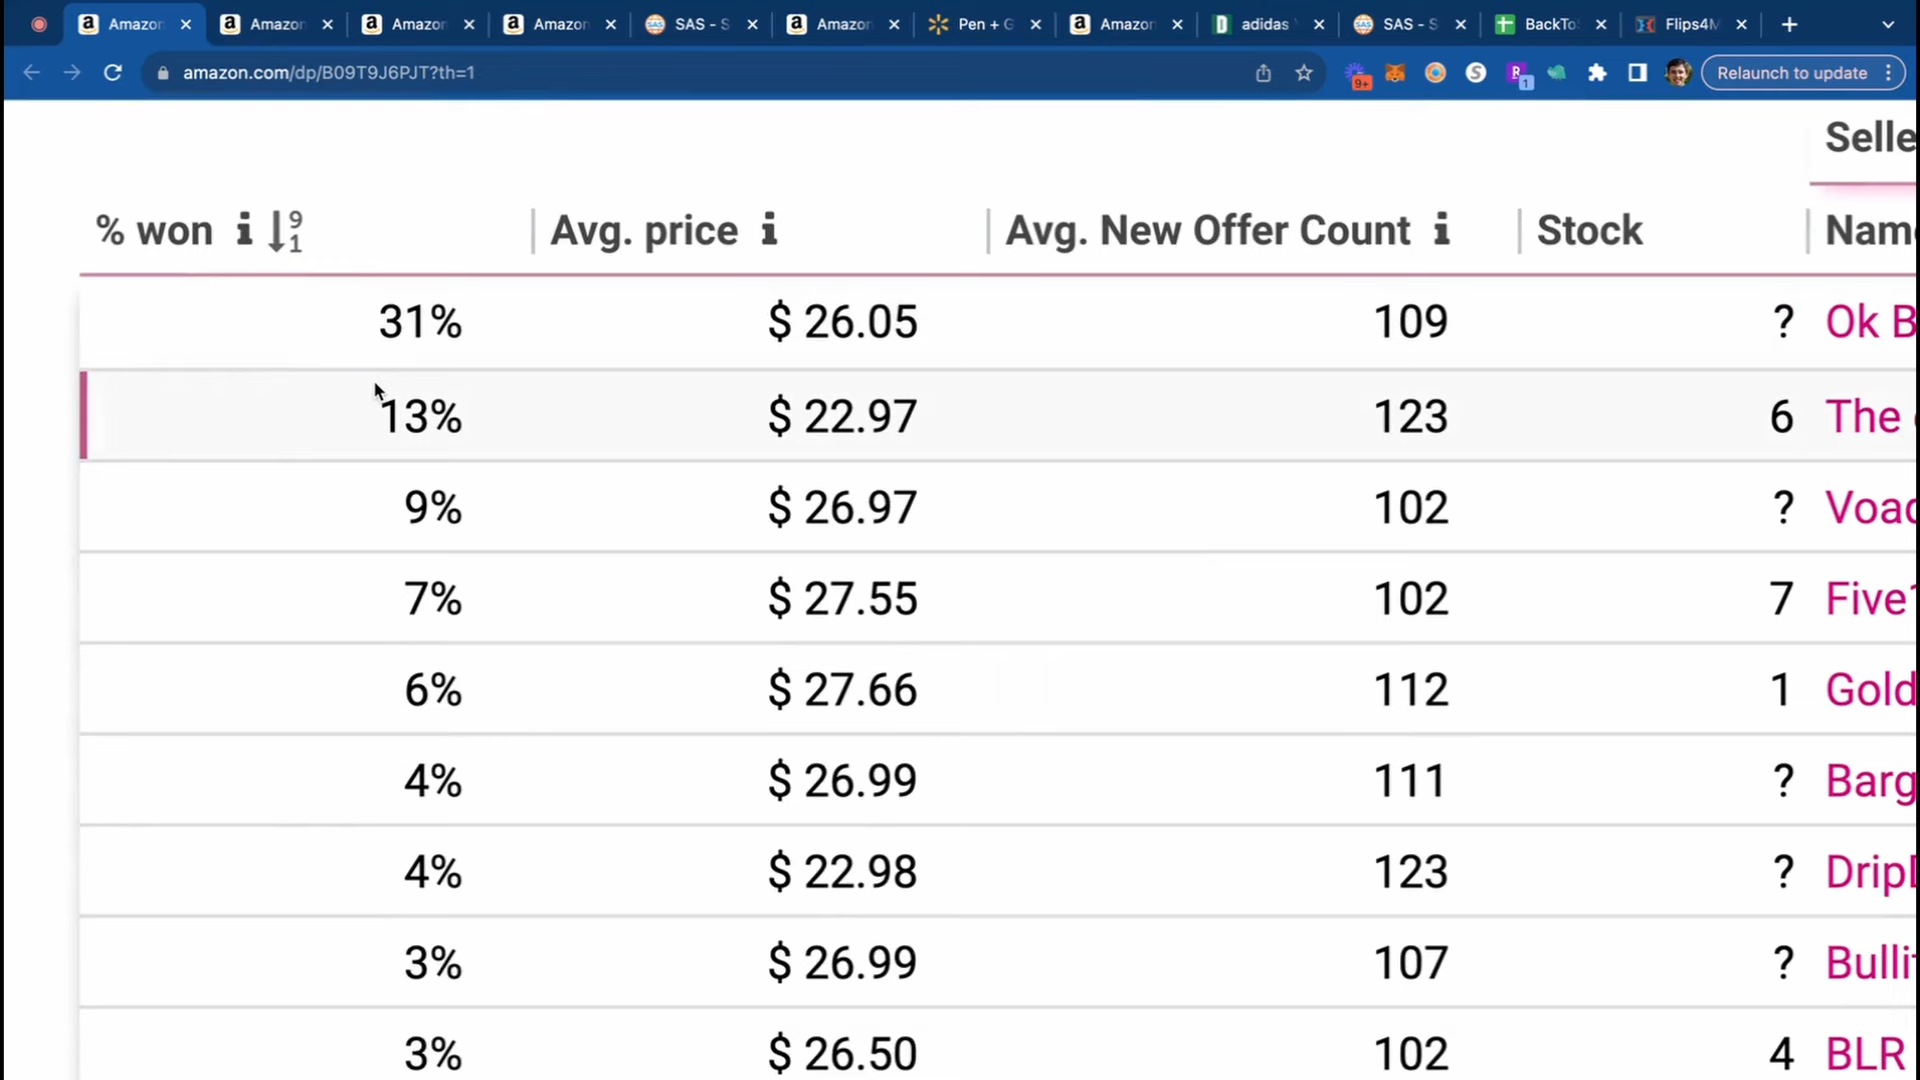 Amazon
Amazon
Amazon
Amazon
SAS - S
Amazon
Pen + G
Amazon
adidas
SAS - S
BackTo
Flips4M
amazon.com/dp/B09T9J6PJT?th=1
9+
1
Relaunch to update
Selle
% won
Avg. price
Avg. New Offer Count
Stock
Nam
31% $ 26.05 109 ? Ok B
13% $ 22.97 123 6 The
9% $ 26.97 102 ? Voac
7% $ 27.55 102 7 Five
6% $ 27.66 112 1 Gold
4% $ 26.99 111 ? Barg
4% $ 22.98 123 ? Drip
3% $ 26.99 107 ? Bulli
3% $ 26.50 102 4 BLR